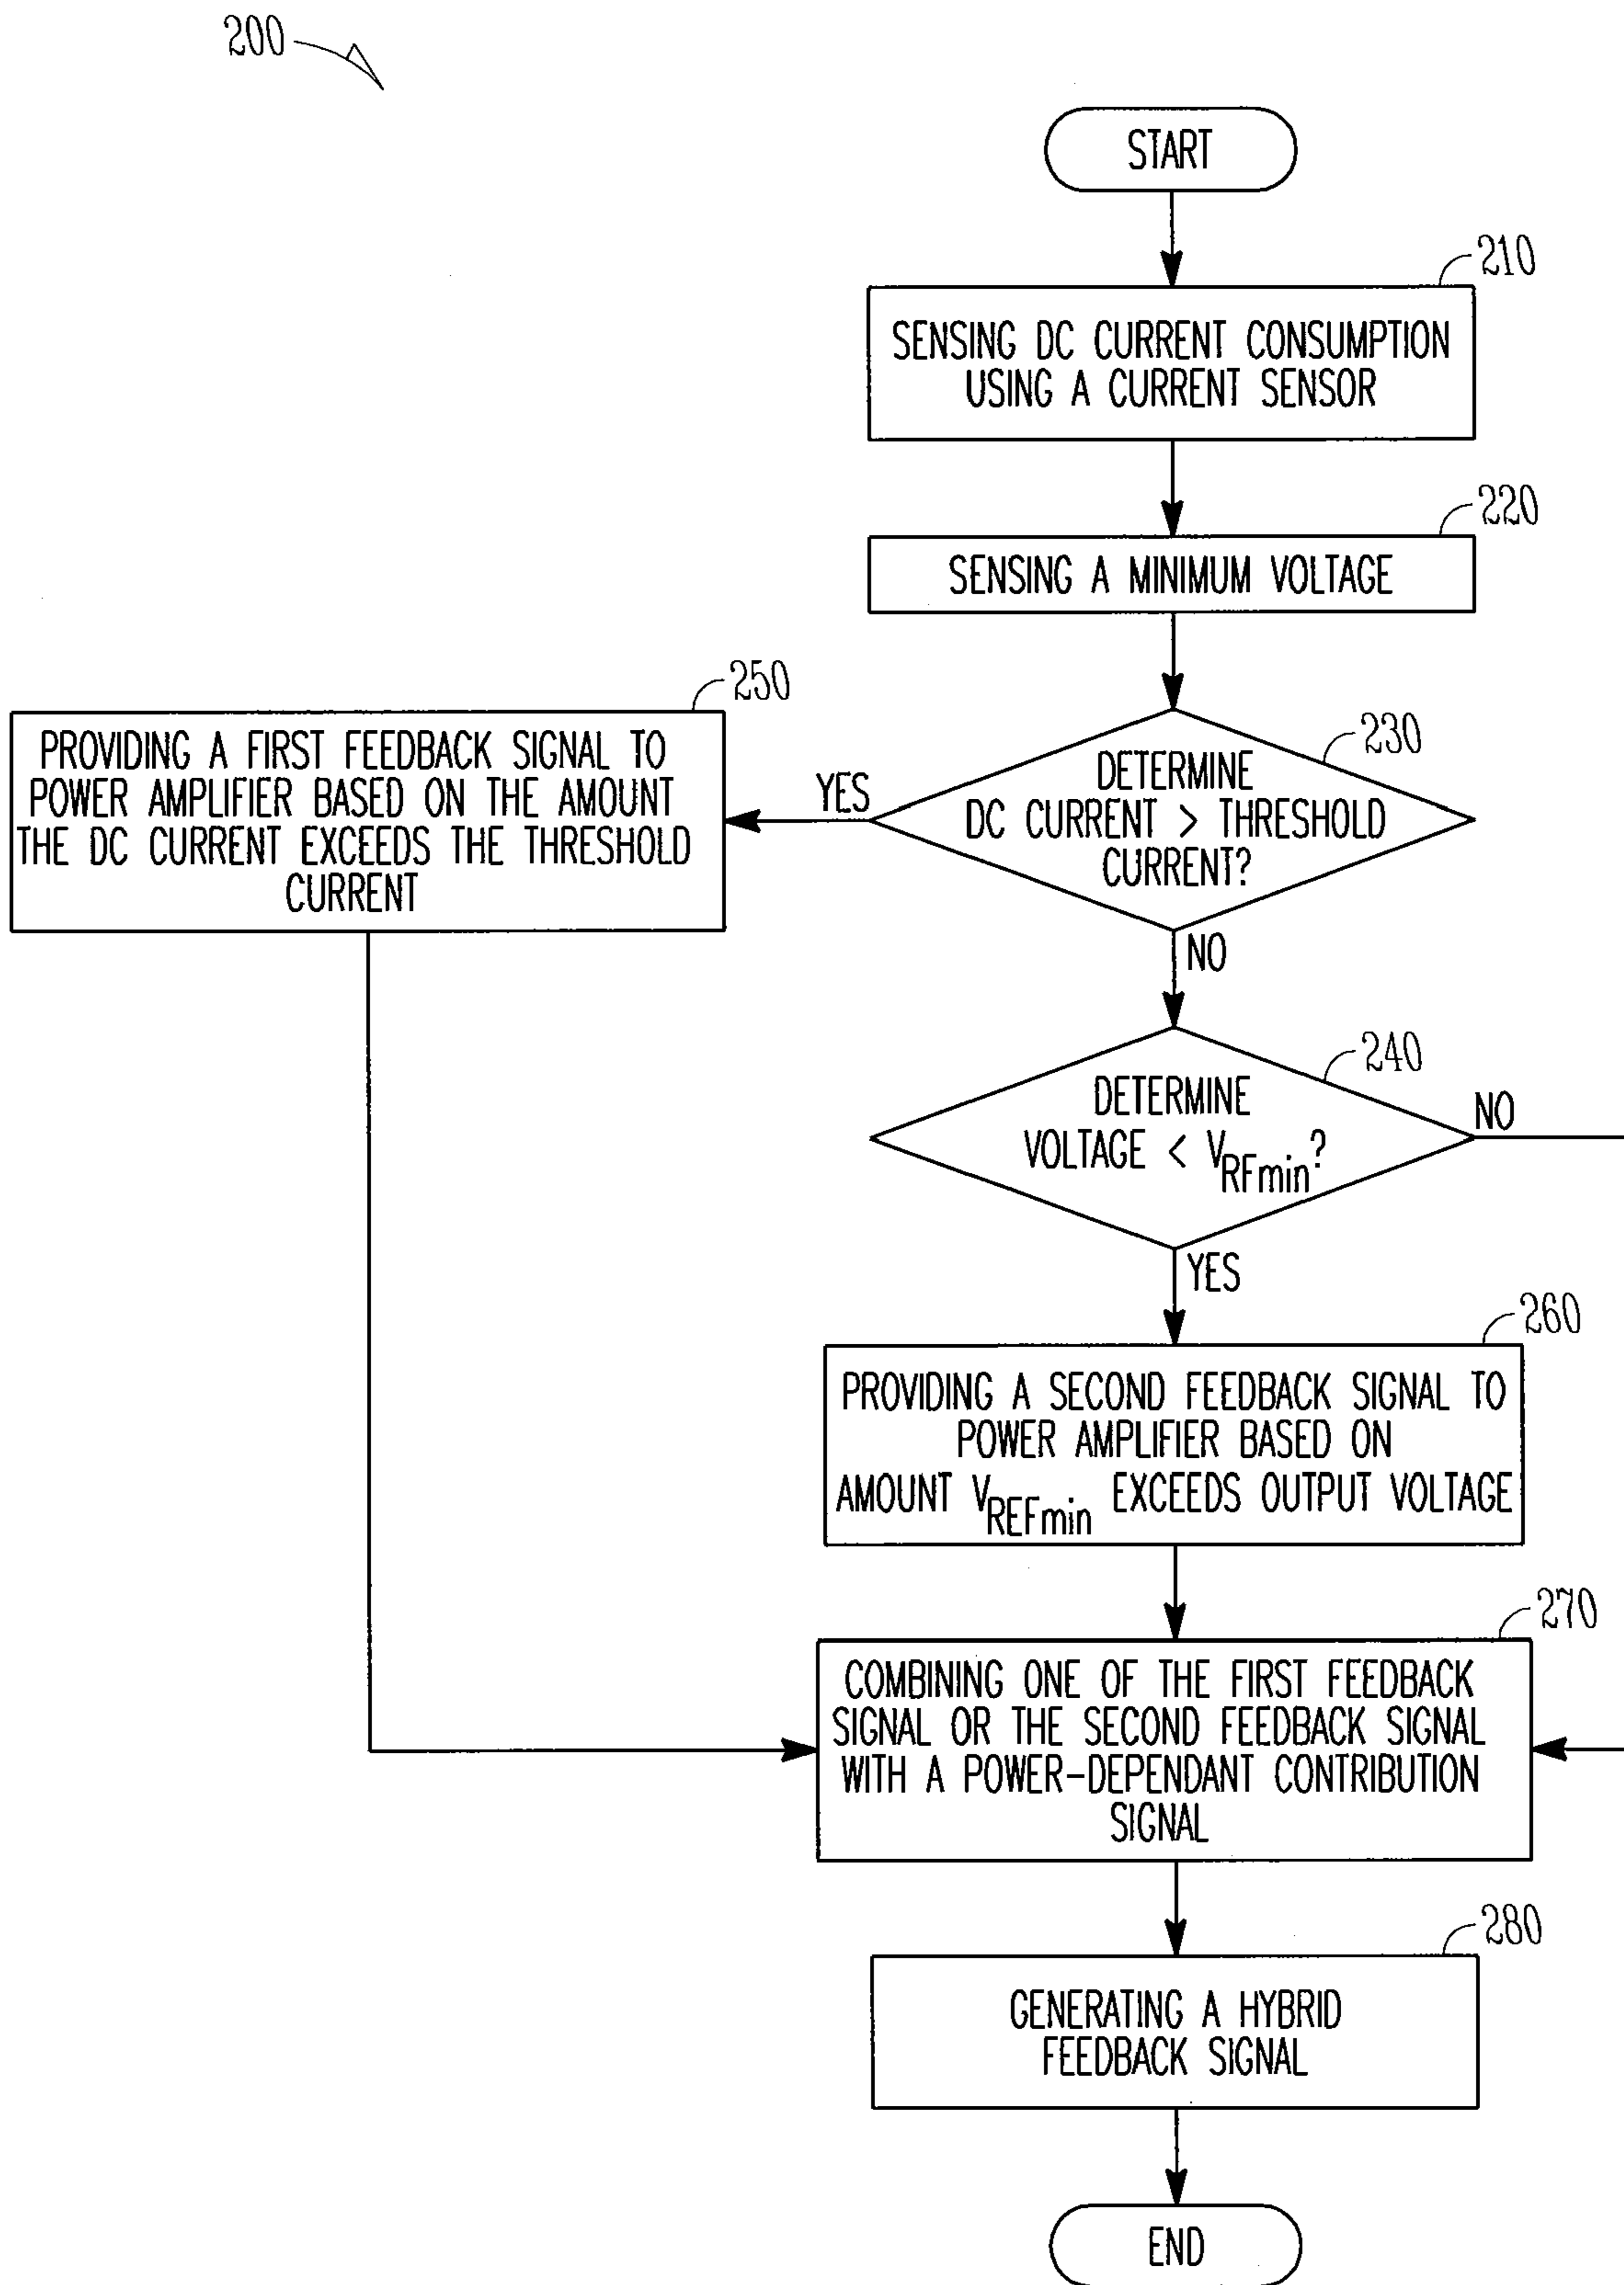 200
START
210
SENSING DC CURRENT CONSUMPTION
USING A CURRENT SENSOR
220
SENSING A MINIMUM VOLTAGE
250
PROVIDING A FIRST FEEDBACK SIGNAL TO
POWER AMPLIFIER BASED ON THE AMOUNT
THE DC CURRENT EXCEEDS THE THRESHOLD
CURRENT
YES
230
DETERMINE
DC CURRENT > THRESHOLD
CURRENT?
NO
240
DETERMINE
VOLTAGE < VRFmin?
NO
YES
260
PROVIDING A SECOND FEEDBACK SIGNAL TO
POWER AMPLIFIER BASED ON
AMOUNT VREFmin EXCEEDS OUTPUT VOLTAGE
270
COMBINING ONE OF THE FIRST FEEDBACK
SIGNAL OR THE SECOND FEEDBACK SIGNAL
WITH A POWER-DEPENDANT CONTRIBUTION
SIGNAL
280
GENERATING A HYBRID
FEEDBACK SIGNAL
END